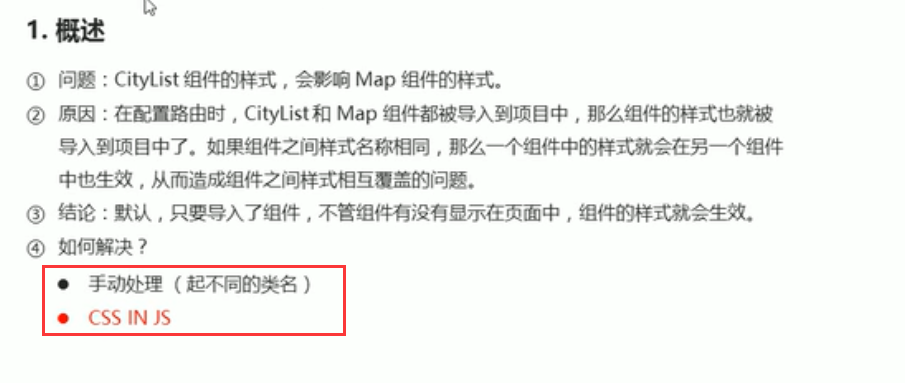 1. 概述
① 问题：CityList 组件的样式，会影响 Map 组件的样式。
② 原因：在配置路由时，CityList 和 Map 组件都被导入到项目中，那么组件的样式也就被
导入到项目中了。如果组件之间样式名称相同，那么一个组件中的样式就会在另一个组件
中也生效，从而造成组件之间样式相互覆盖的问题。
③ 结论：默认，只要导入了组件，不管组件有没有显示在页面中，组件的样式就会生效。
④ 如何解决？
● 手动处理（起不同的类名）
● CSS IN JS